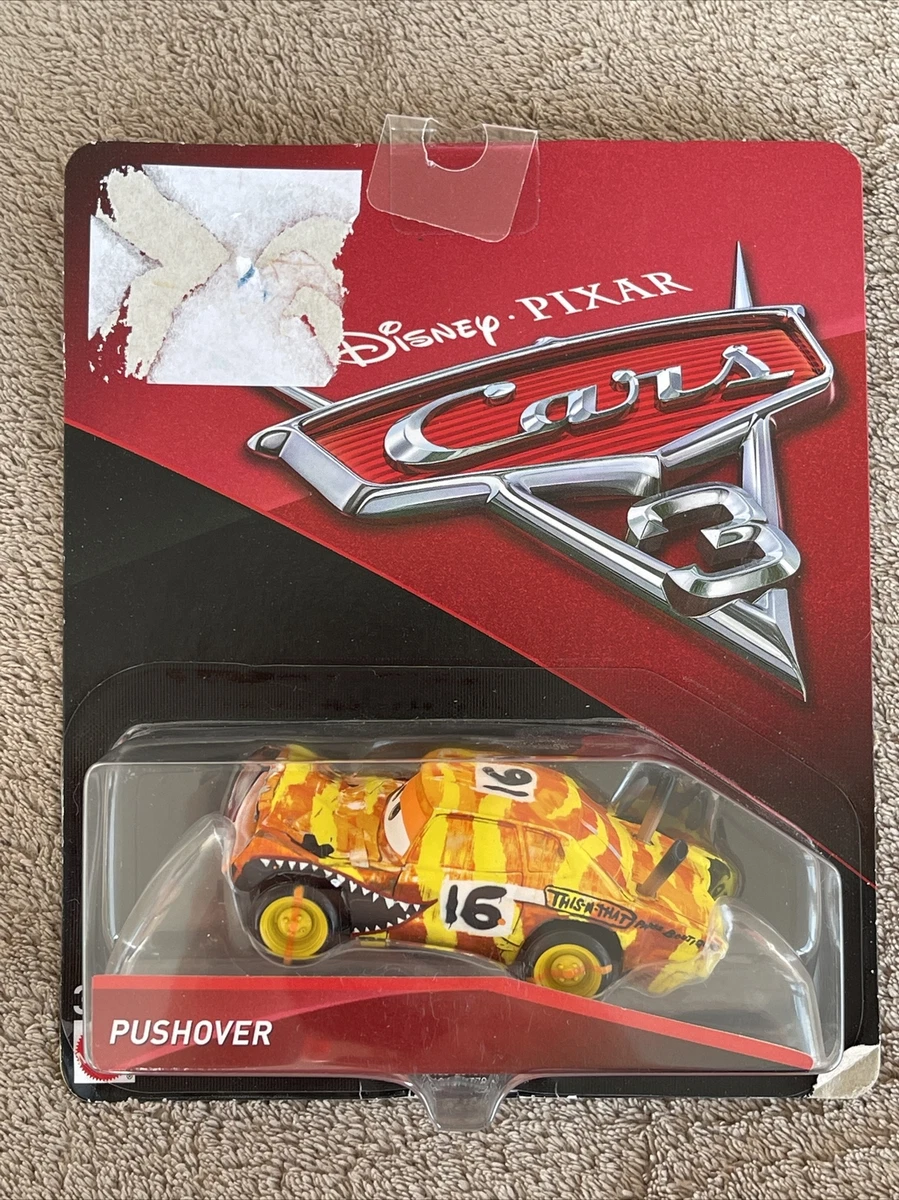 Disney · PIXAR
Cars
3
16
16
THIS-N-THAT
PUSHOVER
®